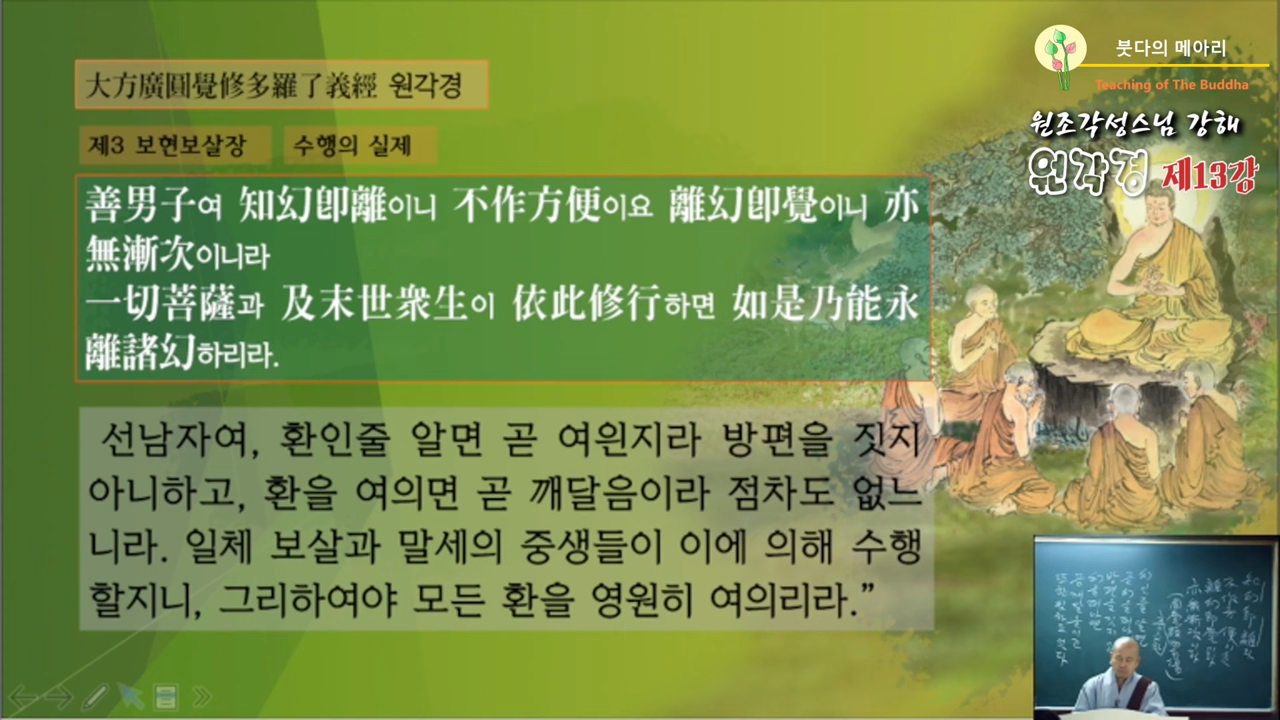 大方廣圓覺修多羅了義經 원각경
제3 보현보살장 수행의 실제
善男子여 知幻卽離이니 不作方便이요 離幻卽覺이니 亦
無漸次이니라
一切菩薩과 及末世衆生이 依此修行하면 如是乃能永
離諸幻하리라.
선남자여, 환인줄 알면 곧 여읜지라 방편을 짓지
아니하고, 환을 여의면 곧 깨달음이라 점차도 없느
니라. 일체 보살과 말세의 중생들이 이에 의해 수행
할지니, 그리하여야 모든 환을 영원히 여의리라.”
붓다의 메아리
Teaching of The Buddha
원조각성스님 강해
원각경 제13강